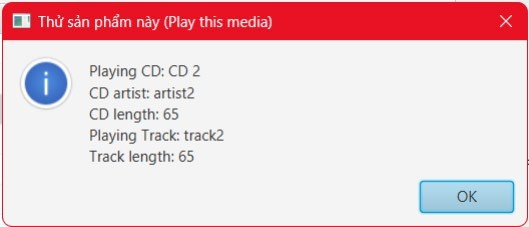 Thử sản phẩm này (Play this media)
Playing CD: CD 2
CD artist: artist2
CD length: 65
Playing Track: track2
Track length: 65
OK